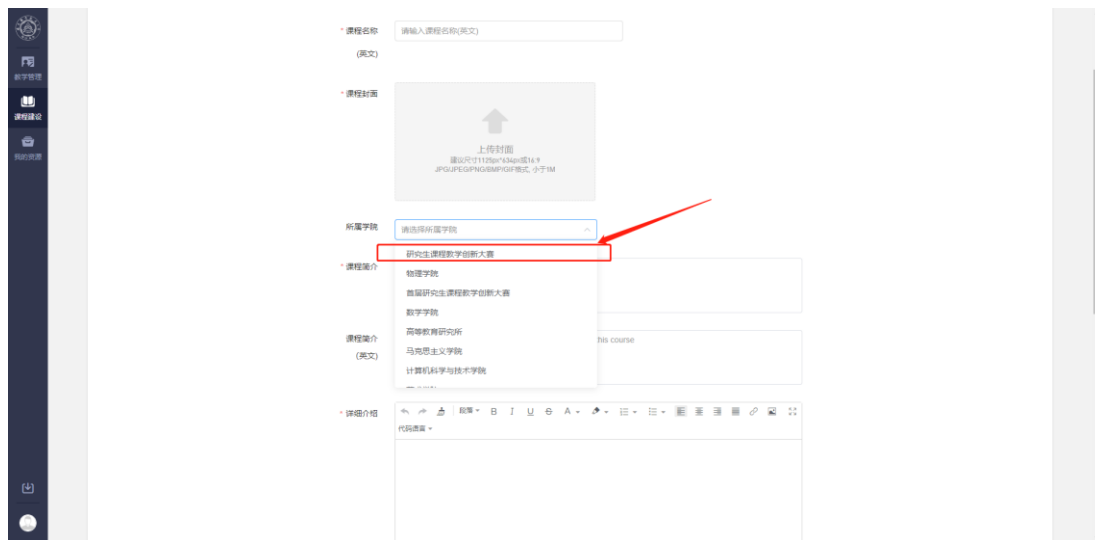 教学管理
课程建设
我的资源
* 课程名称
(英文)
请输入课程名称(英文)
* 课程封面
上传封面
建议尺寸1125px*634px或16:9
JPG/JPEG/PNG/BMP/GIF格式, 小于1M
所属学院
请选择所属学院
研究生课程教学创新大赛
物理学院
首届研究生课程教学创新大赛
数学学院
高等教育研究所
马克思主义学院
计算机科学与技术学院
* 课程简介
课程简介
(英文)
his course
* 详细介绍
段落 B I U S A
代码语言